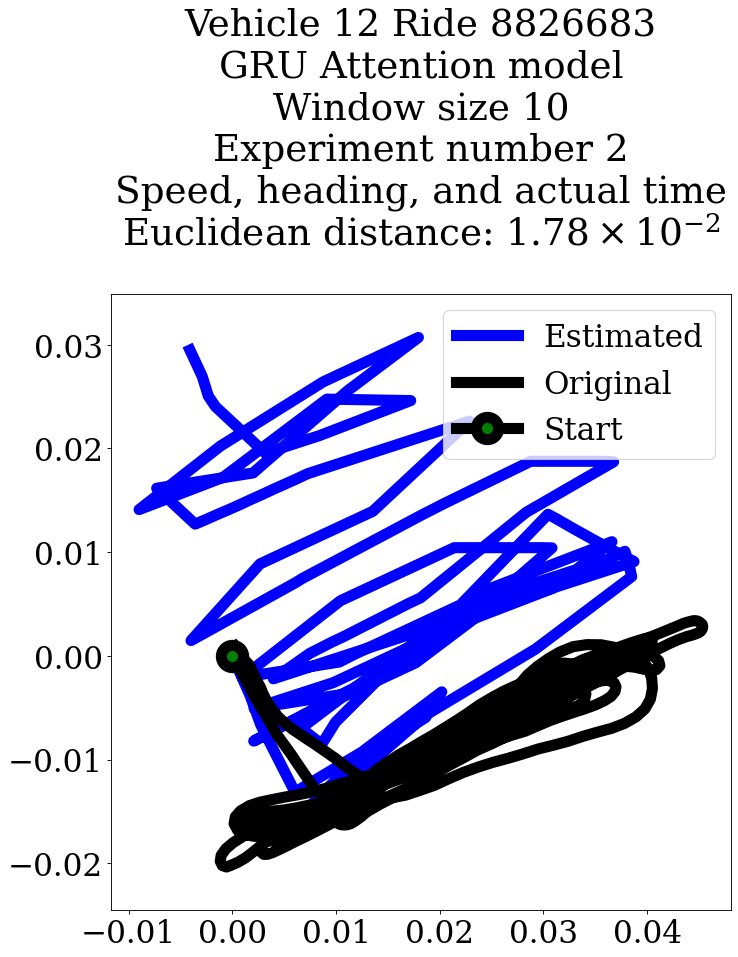 Vehicle 12 Ride 8826683
GRU Attention model
Window size 10
Experiment number 2
Speed, heading, and actual time
Euclidean distance: 1.78 × 10⁻²
Estimated
Original
Start
0.03
0.02
0.01
0.00
−0.01
−0.02
−0.01 0.00 0.01 0.02 0.03 0.04